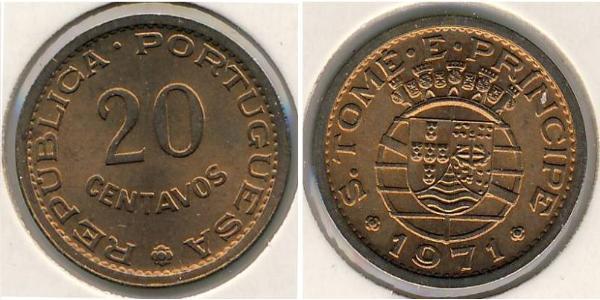 REPUBLICA · PORTUGUESA
20
CENTAVOS
S · TOMÉ · E · PRÍNCIPE
1971